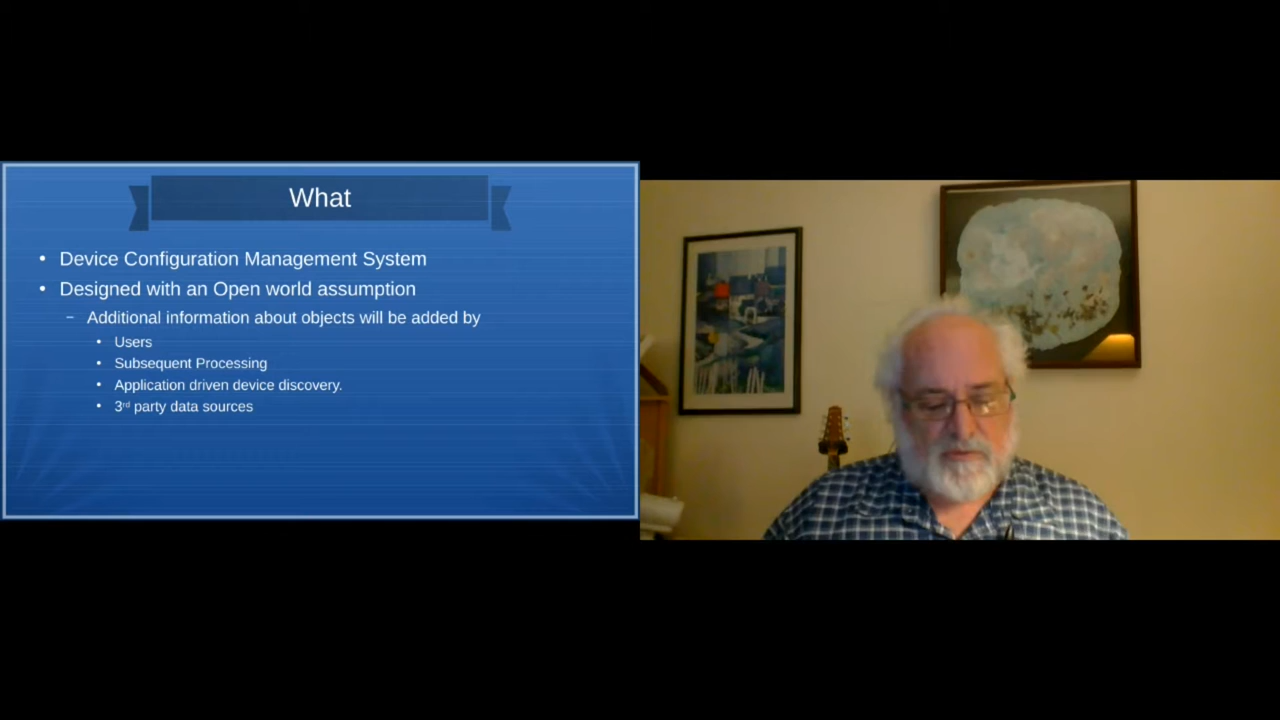 What
• Device Configuration Management System
• Designed with an Open world assumption
– Additional information about objects will be added by
• Users
• Subsequent Processing
• Application driven device discovery.
• 3rd party data sources